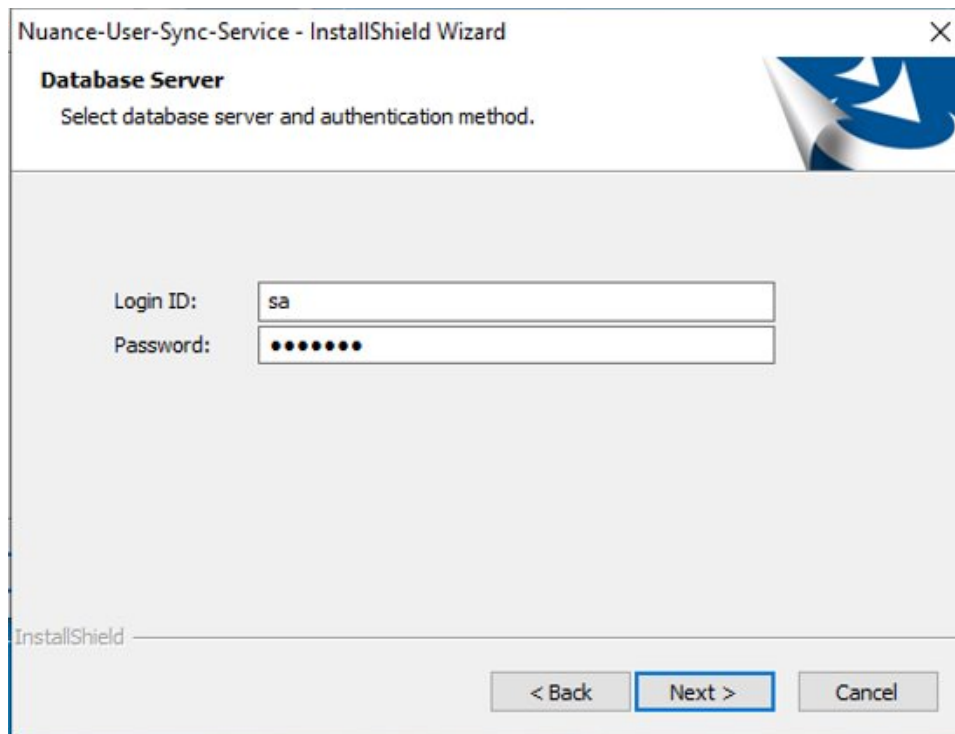 Nuance-User-Sync-Service - InstallShield Wizard
Database Server
Select database server and authentication method.
Login ID: sa
Password: •••••••
InstallShield
< Back Next > Cancel